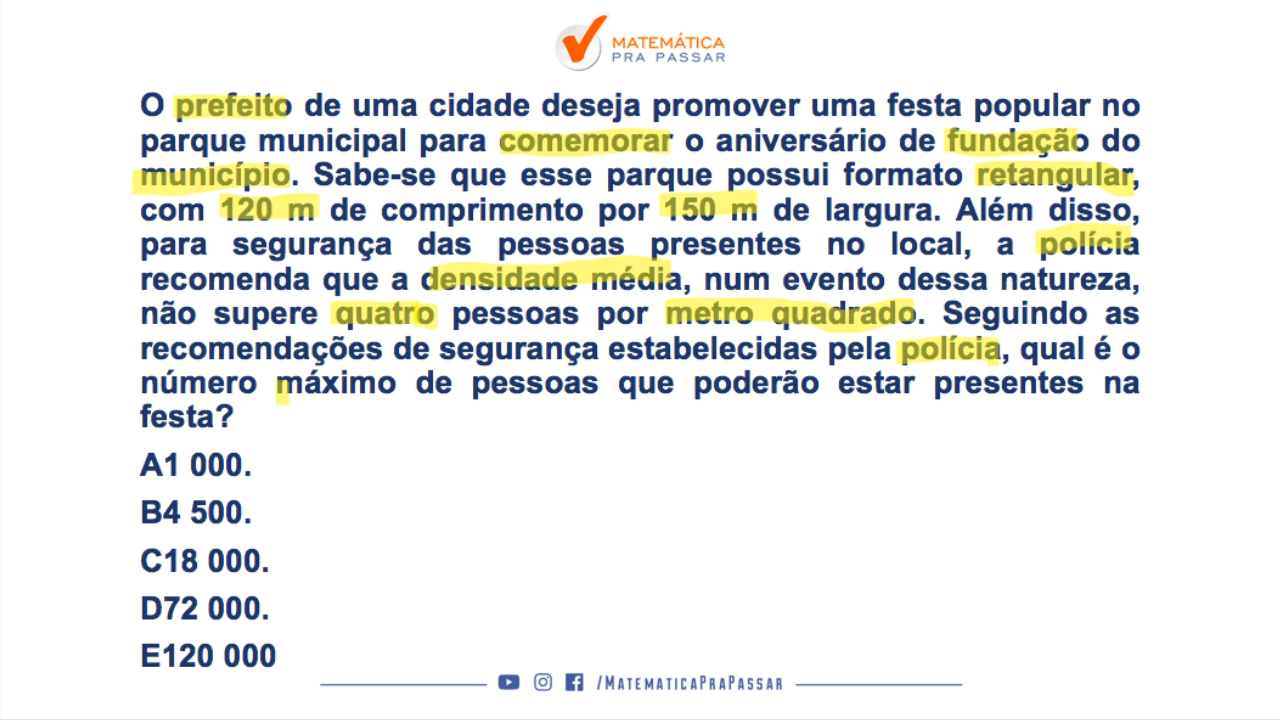 MATEMÁTICA
PRA PASSAR
O prefeito de uma cidade deseja promover uma festa popular no
parque municipal para comemorar o aniversário de fundação do
município. Sabe-se que esse parque possui formato retangular,
com 120 m de comprimento por 150 m de largura. Além disso,
para segurança das pessoas presentes no local, a polícia
recomenda que a densidade média, num evento dessa natureza,
não supere quatro pessoas por metro quadrado. Seguindo as
recomendações de segurança estabelecidas pela polícia, qual é o
número máximo de pessoas que poderão estar presentes na
festa?
A1 000.
B4 500.
C18 000.
D72 000.
E120 000
/MATEMATICAPRAPASSAR